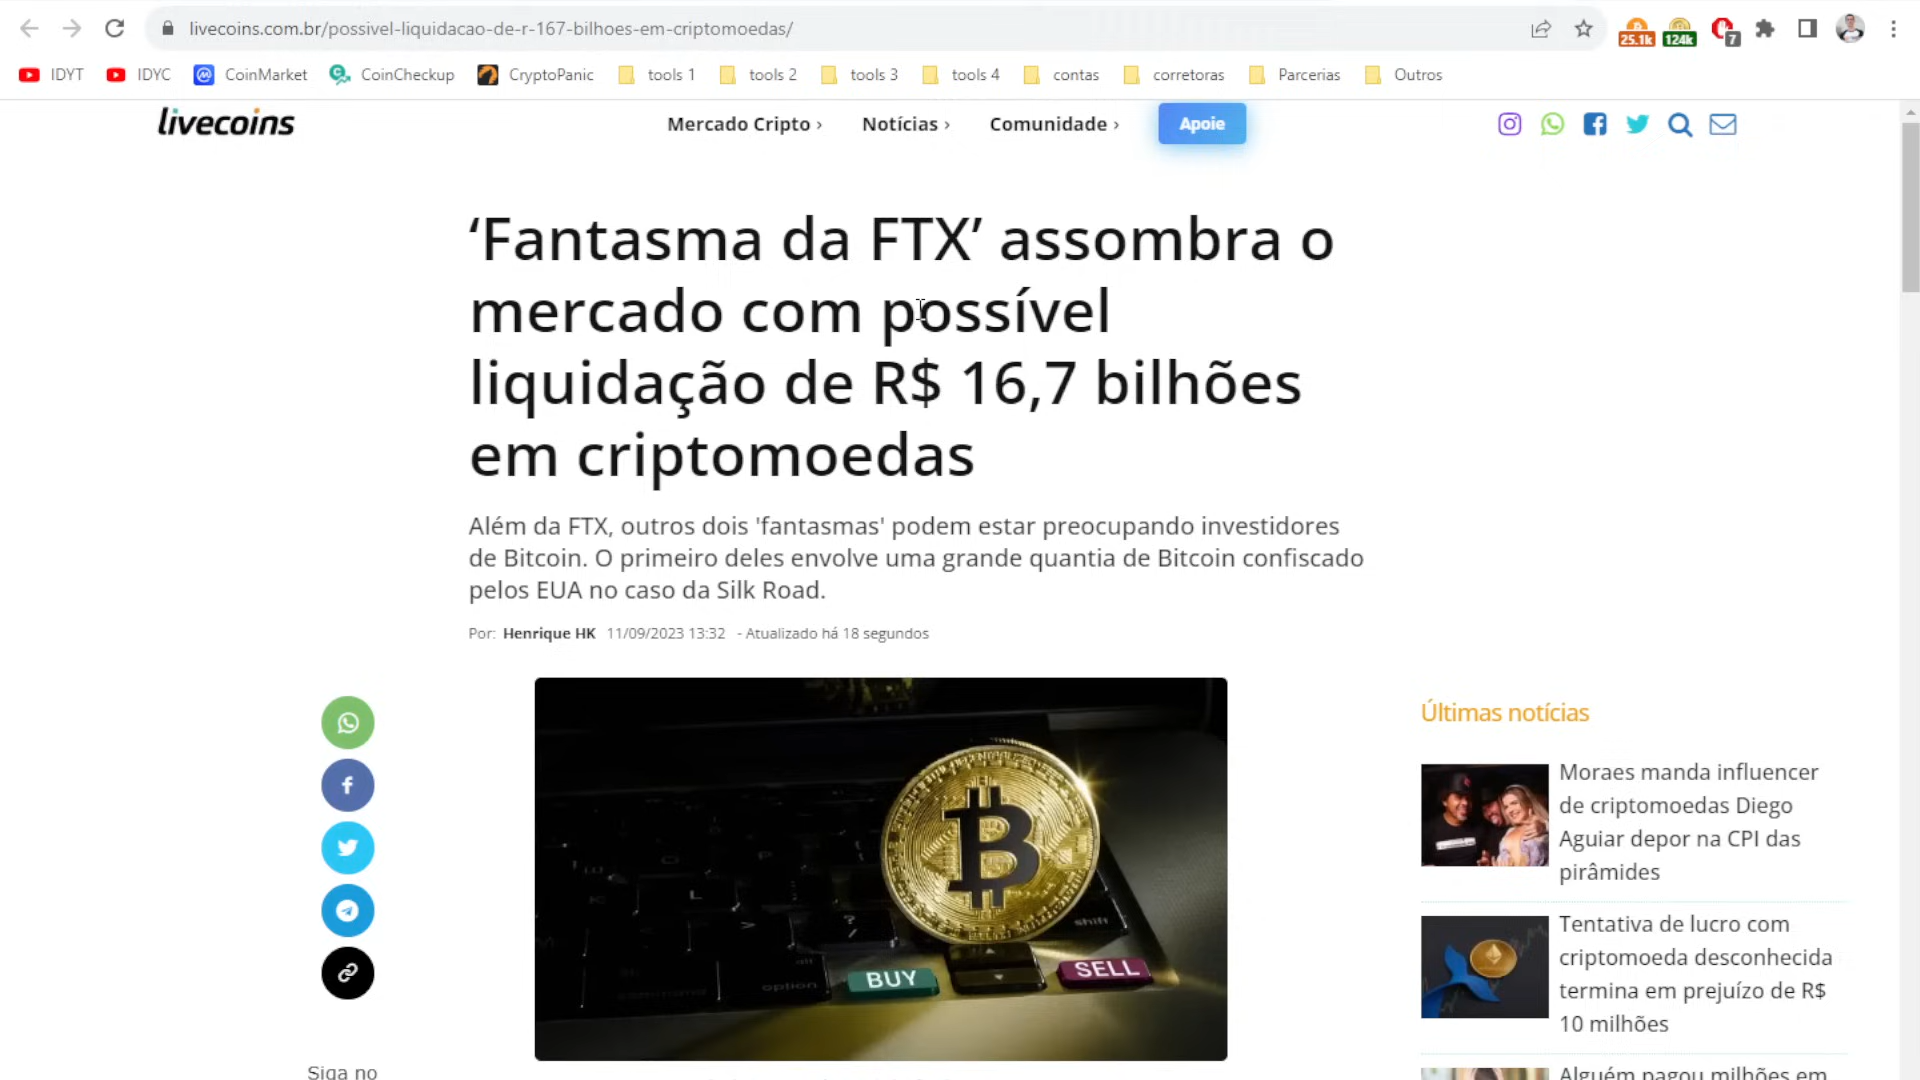 livecoins.com.br/possivel-liquidacao-de-r-167-bilhoes-em-criptomoedas/
25.1k
124k
7
IDYT
IDYC
CoinMarket
CoinCheckup
CryptoPanic
tools 1
tools 2
tools 3
tools 4
contas
corretoras
Parcerias
Outros
livecoins
Mercado Cripto ›
Notícias ›
Comunidade ›
Apoie
‘Fantasma da FTX’ assombra o
mercado com possível
liquidação de R$ 16,7 bilhões
em criptomoedas
Além da FTX, outros dois 'fantasmas' podem estar preocupando investidores
de Bitcoin. O primeiro deles envolve uma grande quantia de Bitcoin confiscado
pelos EUA no caso da Silk Road.
Por: Henrique HK 11/09/2023 13:32 - Atualizado há 18 segundos
shift
alt
option
BUY
SELL
Siga no
Últimas notícias
Moraes manda influencer
de criptomoedas Diego
Aguiar depor na CPI das
pirâmides
Tentativa de lucro com
criptomoeda desconhecida
termina em prejuízo de R$
10 milhões
Alguém pagou milhões em